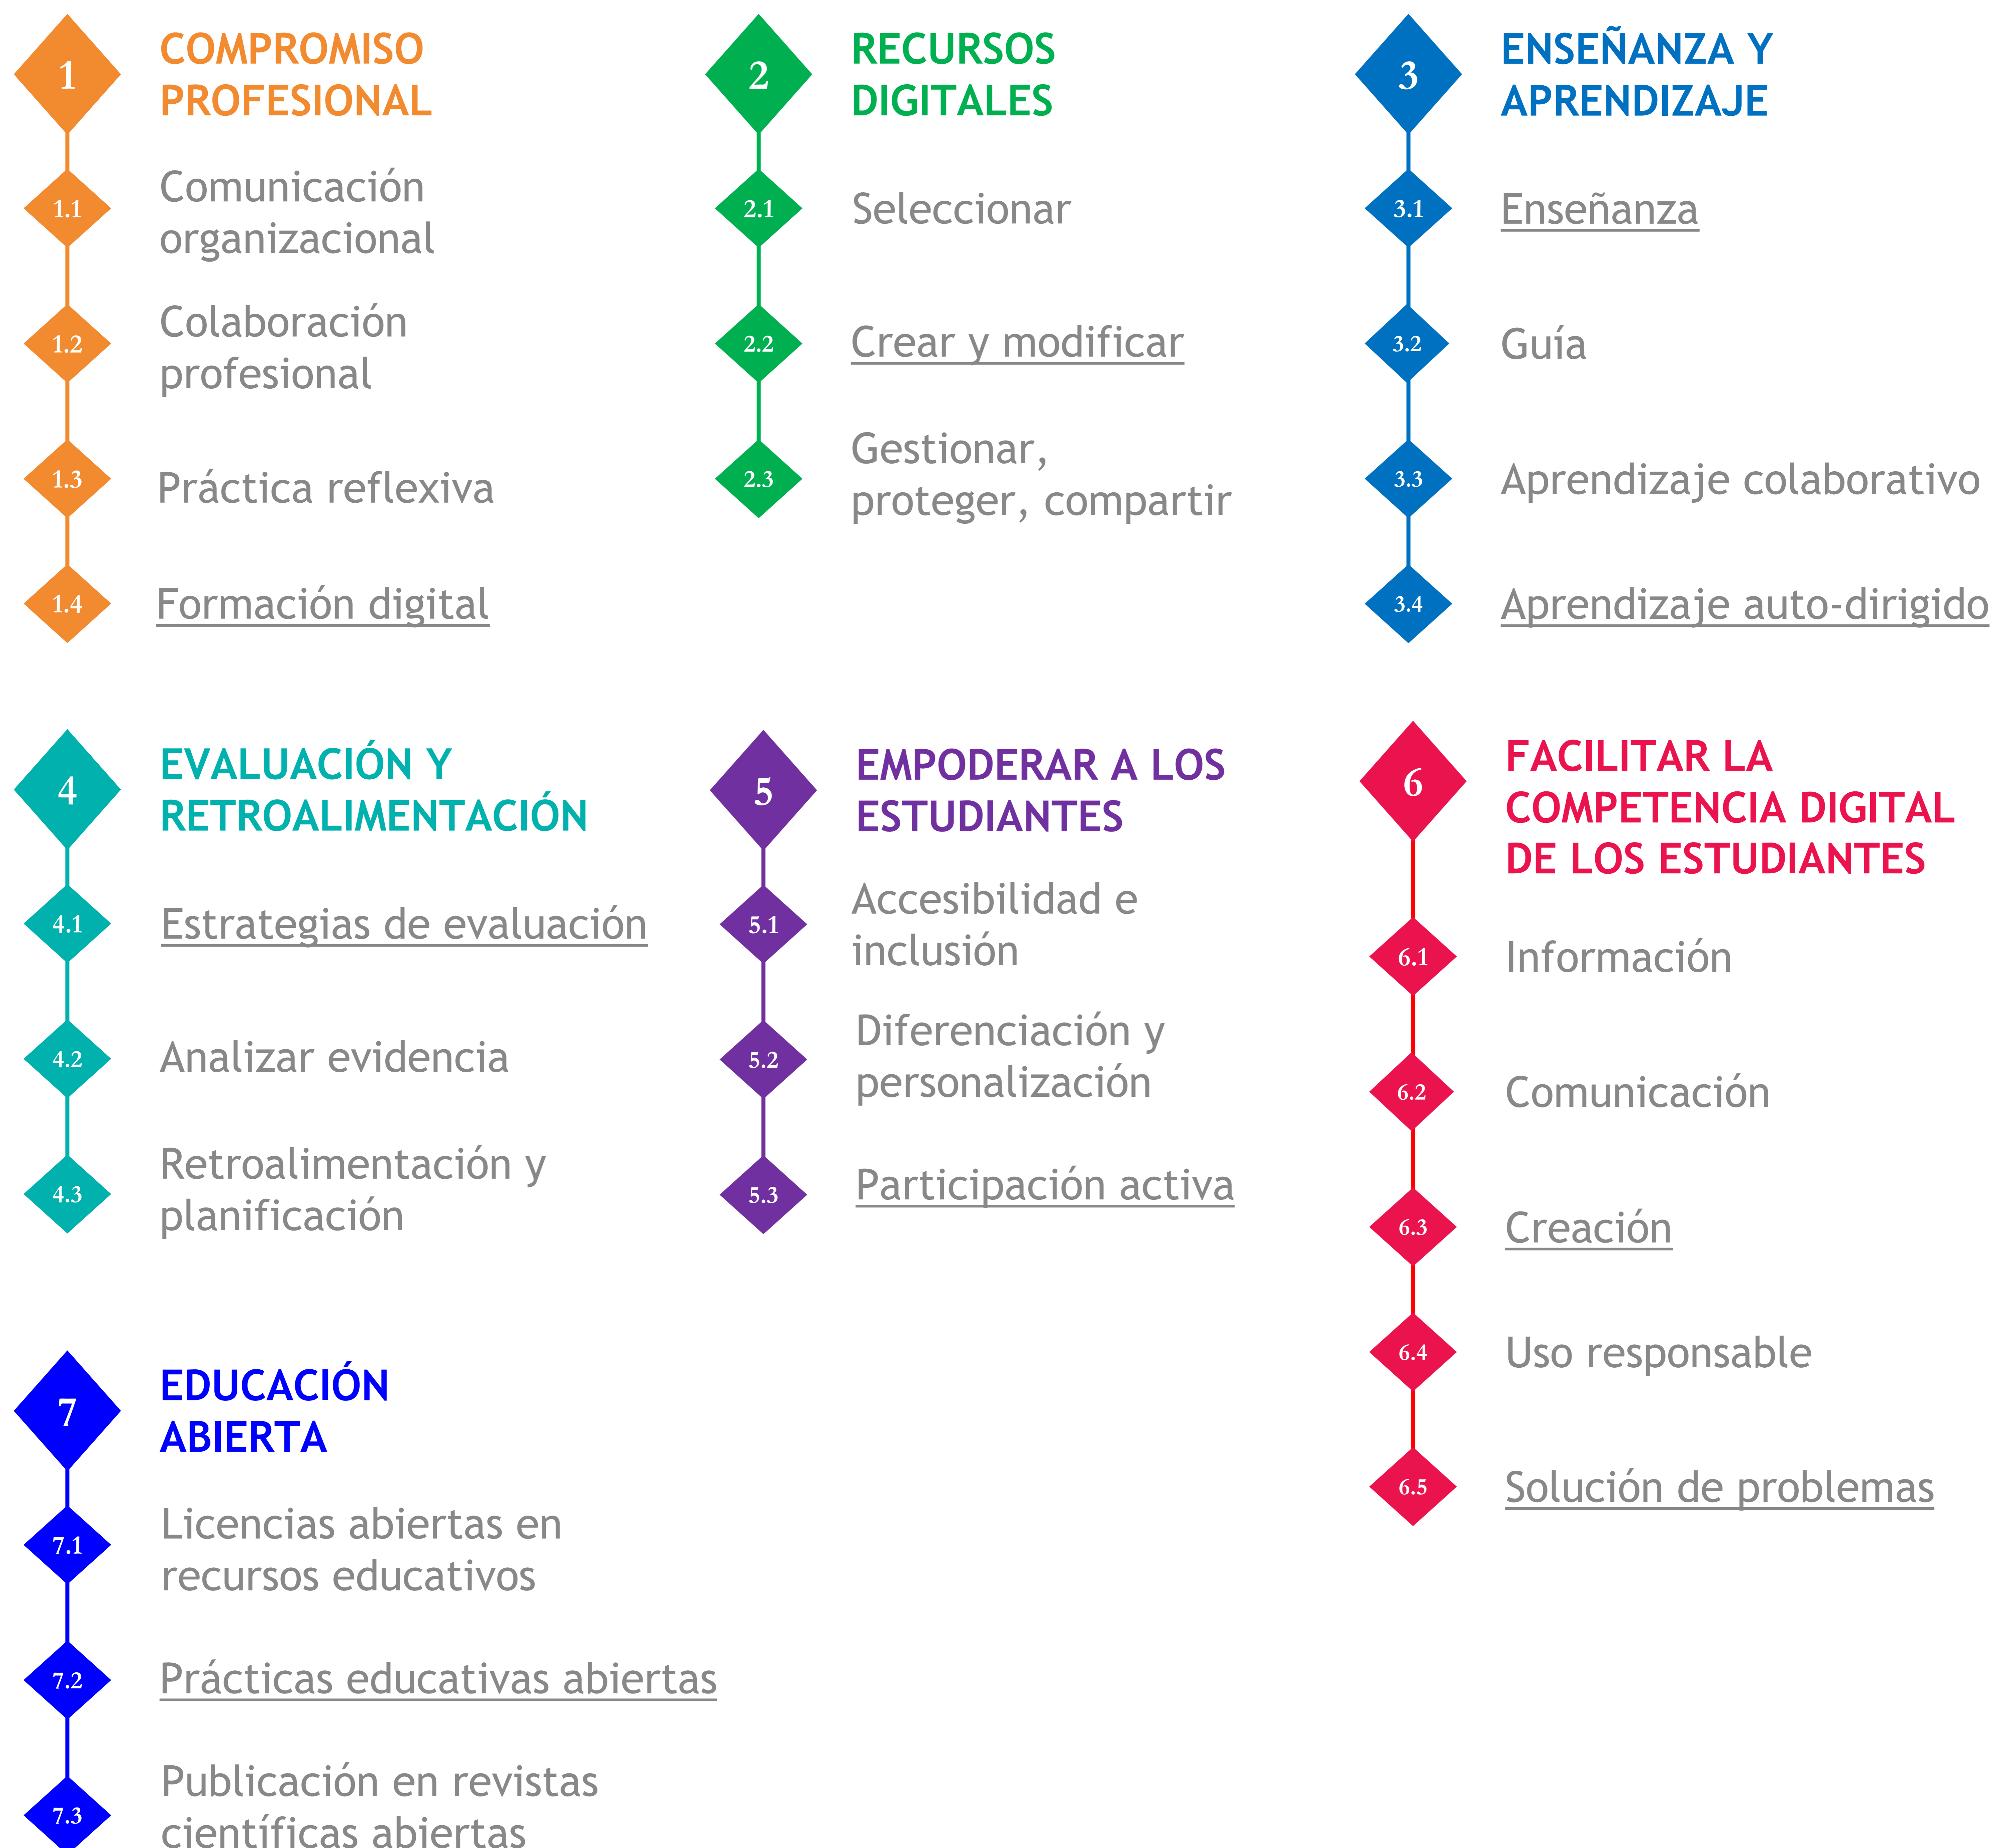 1
COMPROMISO
PROFESIONAL
1.1
Comunicación
organizacional
1.2
Colaboración
profesional
1.3
Práctica reflexiva
1.4
Formación digital
2
RECURSOS
DIGITALES
2.1
Seleccionar
2.2
Crear y modificar
2.3
Gestionar,
proteger, compartir
3
ENSEÑANZA Y
APRENDIZAJE
3.1
Enseñanza
3.2
Guía
3.3
Aprendizaje colaborativo
3.4
Aprendizaje auto-dirigido
4
EVALUACIÓN Y
RETROALIMENTACIÓN
4.1
Estrategias de evaluación
4.2
Analizar evidencia
4.3
Retroalimentación y
planificación
5
EMPODERAR A LOS
ESTUDIANTES
5.1
Accesibilidad e
inclusión
5.2
Diferenciación y
personalización
5.3
Participación activa
6
FACILITAR LA
COMPETENCIA DIGITAL
DE LOS ESTUDIANTES
6.1
Información
6.2
Comunicación
6.3
Creación
6.4
Uso responsable
6.5
Solución de problemas
7
EDUCACIÓN
ABIERTA
7.1
Licencias abiertas en
recursos educativos
7.2
Prácticas educativas abiertas
7.3
Publicación en revistas
científicas abiertas